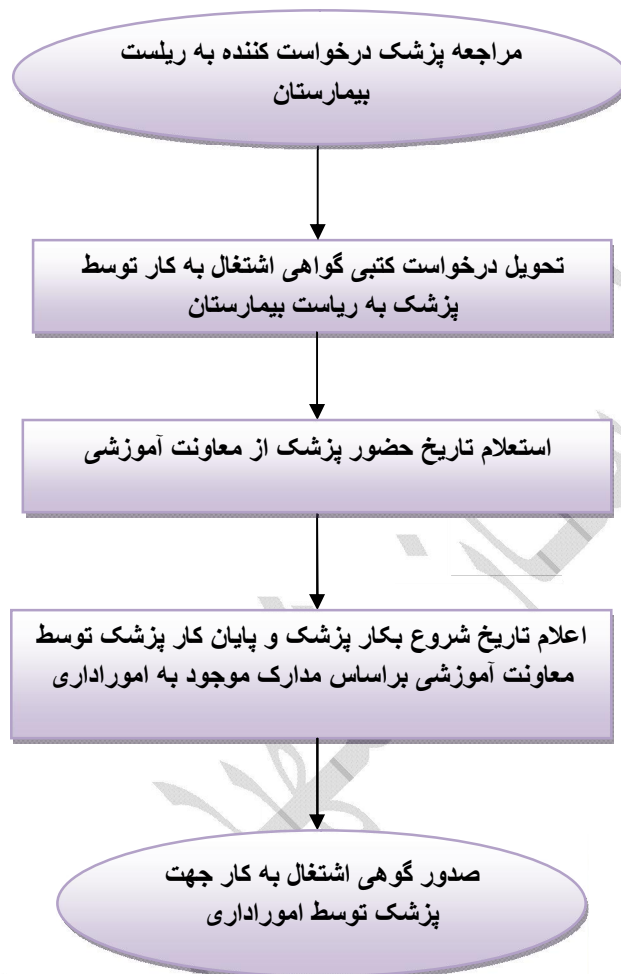 مراجعه پزشک درخواست کننده به ریلست
بیمارستان
تحویل درخواست کتبی گواهی اشتغال به کار توسط
پزشک به ریاست بیمارستان
استعلام تاریخ حضور پزشک از معاونت آموزشی
اعلام تاریخ شروع بکار پزشک و پایان کار پزشک توسط
معاونت آموزشی براساس مدارک موجود به اموراداری
صدور گوهی اشتغال به کار جهت
پزشک توسط اموراداری